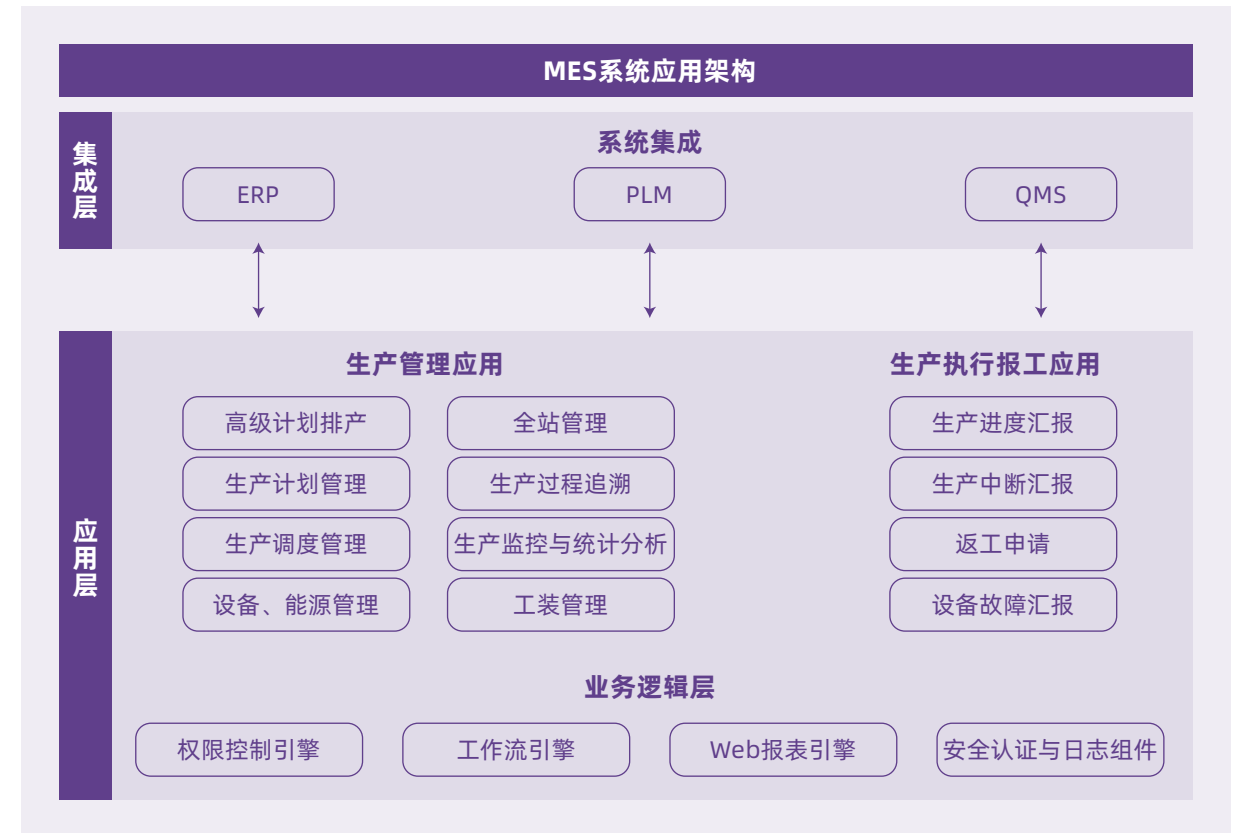 MES系统应用架构
集成层
系统集成
ERP
PLM
QMS
应用层
生产管理应用
高级计划排产
全站管理
生产计划管理
生产过程追溯
生产调度管理
生产监控与统计分析
设备、能源管理
工装管理
生产执行报工应用
生产进度汇报
生产中断汇报
返工申请
设备故障汇报
业务逻辑层
权限控制引擎
工作流引擎
Web报表引擎
安全认证与日志组件